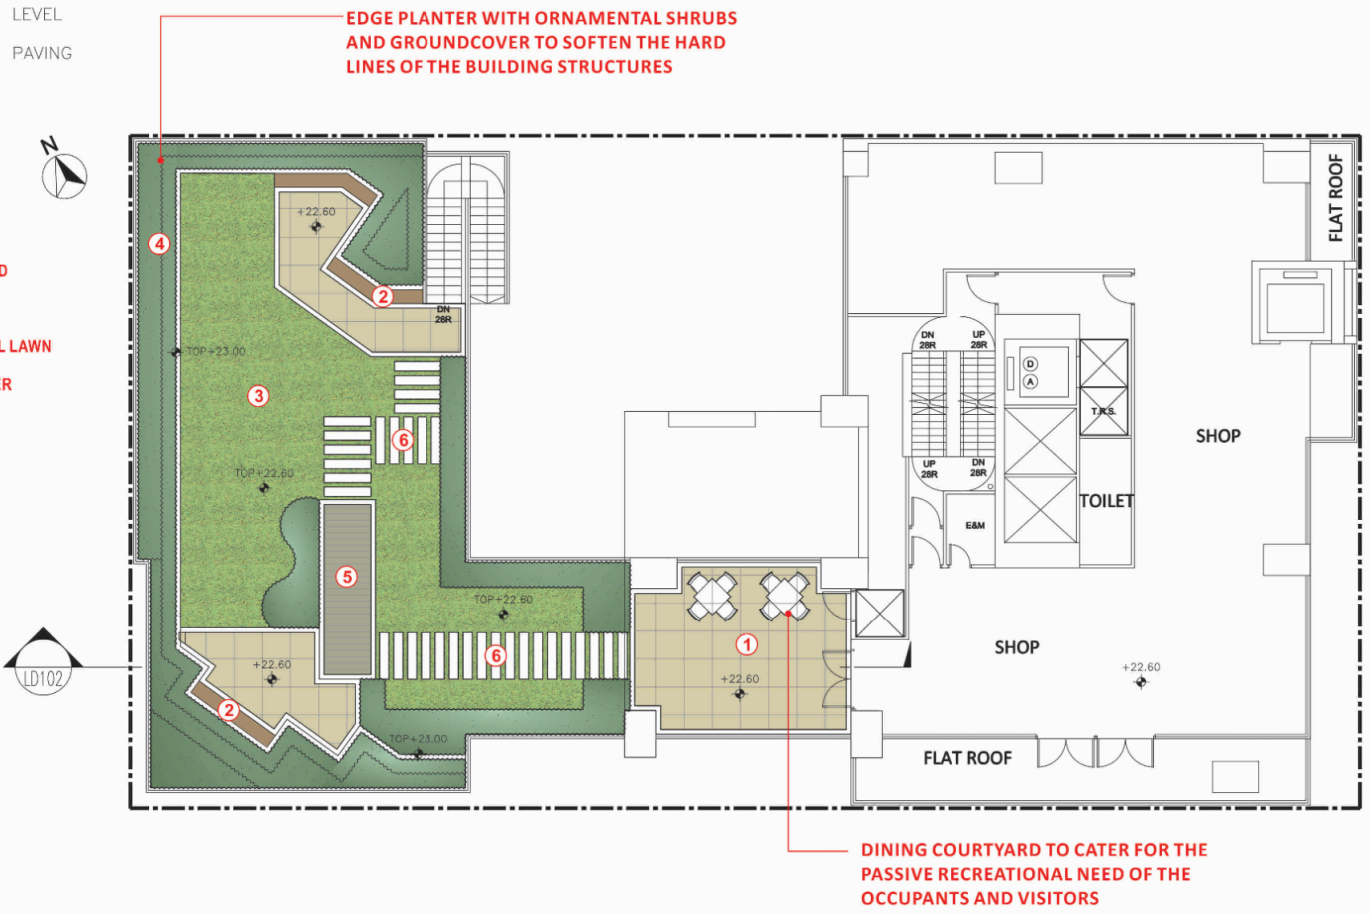 LEVEL
PAVING
EDGE PLANTER WITH ORNAMENTAL SHRUBS
AND GROUNDCOVER TO SOFTEN THE HARD
LINES OF THE BUILDING STRUCTURES
N
D
L LAWN
ER
4
+22.60
2
DN
28R
TOP+23.00
3
6
TOP+22.60
5
TOP+22.60
6
1
+22.60
+22.60
2
TOP+23.00
LD102
FLAT ROOF
DN
28R
UP
28R
D
A
T.R.S.
SHOP
UP
28R
DN
28R
TOILET
E&M
SHOP
+22.60
FLAT ROOF
DINING COURTYARD TO CATER FOR THE
PASSIVE RECREATIONAL NEED OF THE
OCCUPANTS AND VISITORS